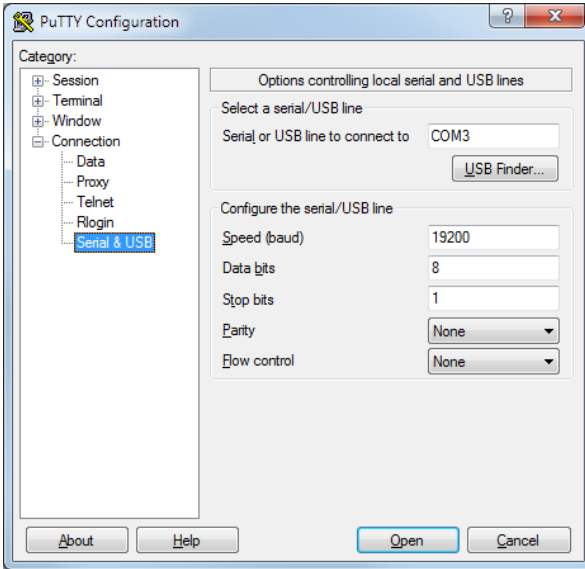 PuTTY Configuration
Category:
Session
Terminal
Window
Connection
Data
Proxy
Telnet
Rlogin
Serial & USB
Options controlling local serial and USB lines
Select a serial/USB line
Serial or USB line to connect to COM3
USB Finder...
Configure the serial/USB line
Speed (baud) 19200
Data bits 8
Stop bits 1
Parity None
Flow control None
About Help Open Cancel